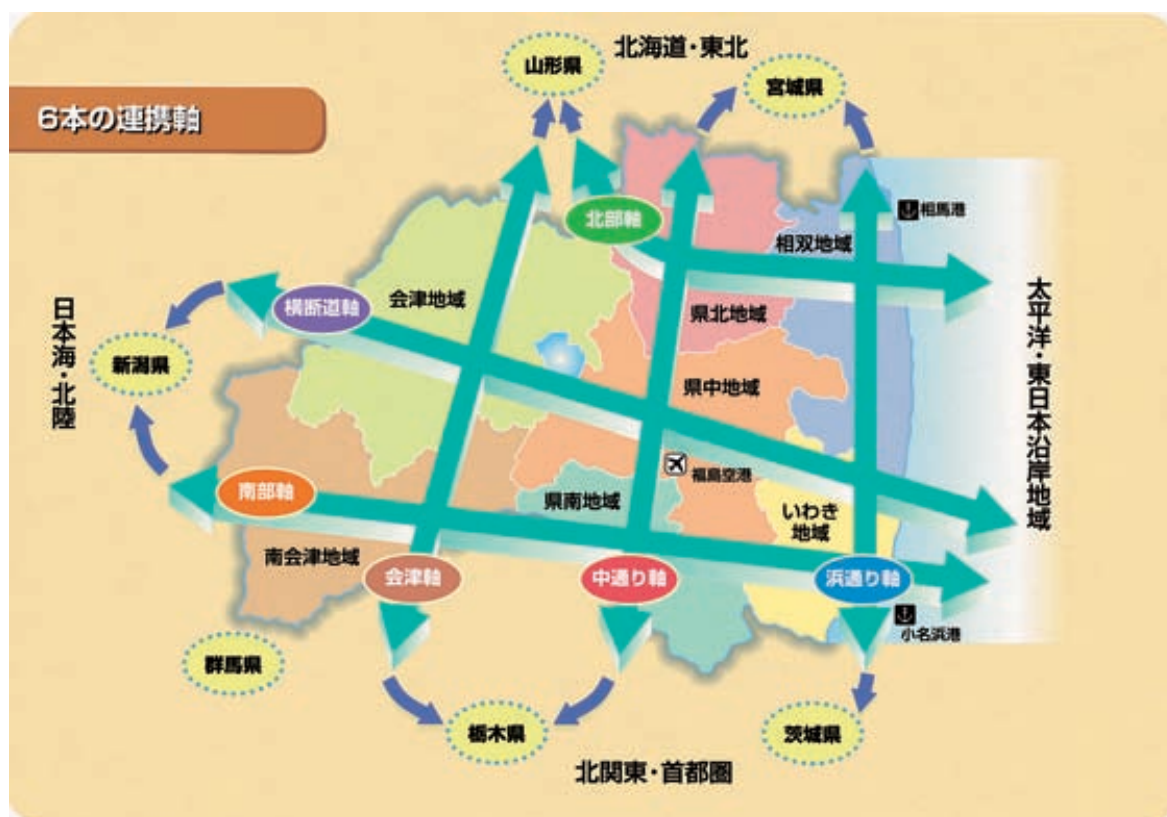 6本の連携軸
北海道・東北
山形県
宮城県
相馬港
北部軸
相双地域
会津地域
横断道軸
県北地域
日本海・北陸
新潟県
太平洋・東日本沿岸地域
県中地域
福島空港
南部軸
県南地域
いわき
地域
南会津地域
会津軸
中通り軸
浜通り軸
小名浜港
群馬県
栃木県
茨城県
北関東・首都圏